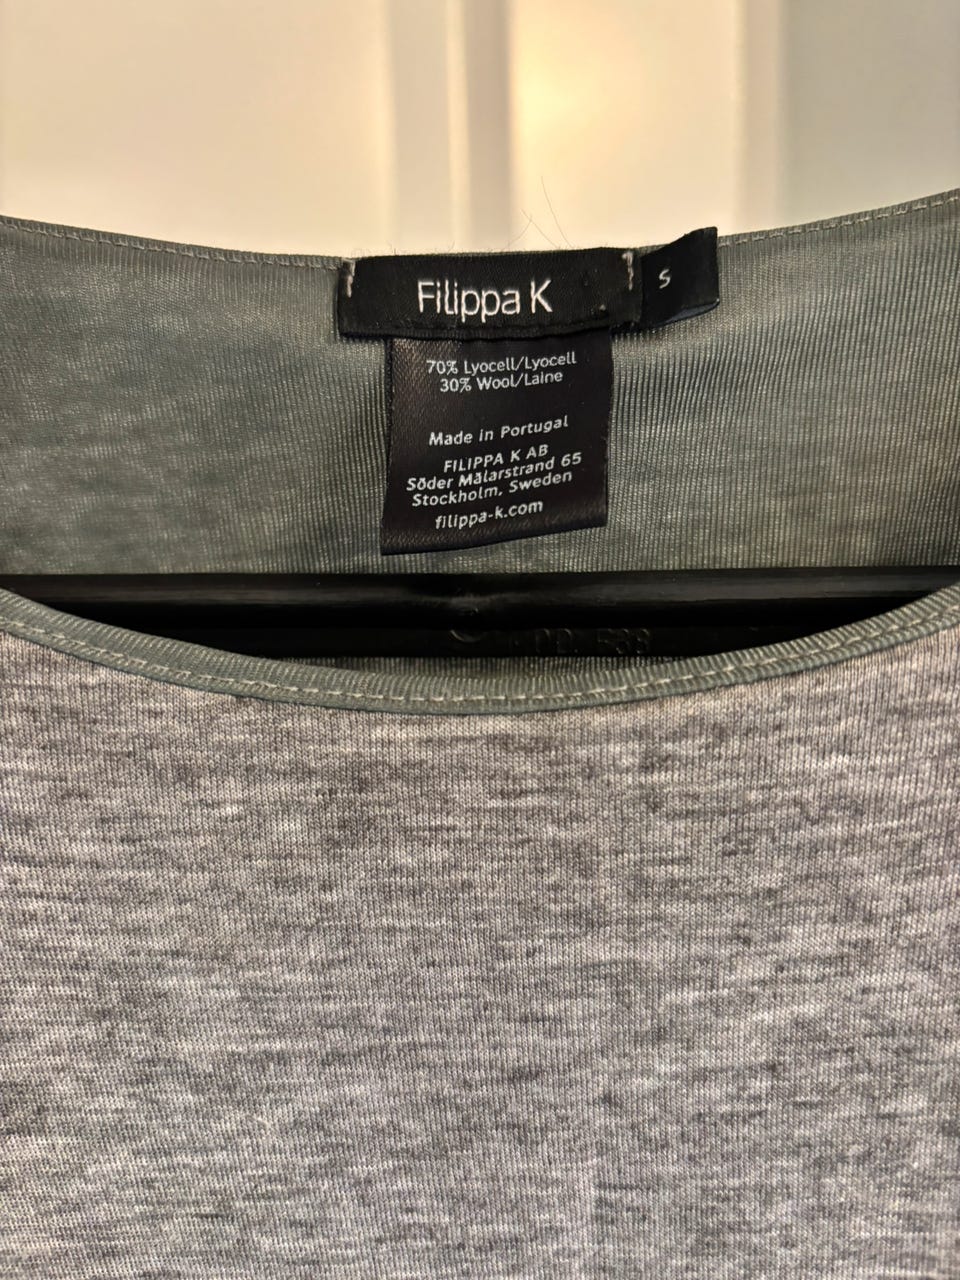 Filippa K
S
70% Lyocell/Lyocell
30% Wool/Laine
Made in Portugal
FILIPPA K AB
Söder Mälarstrand 65
Stockholm, Sweden
filippa-k.com